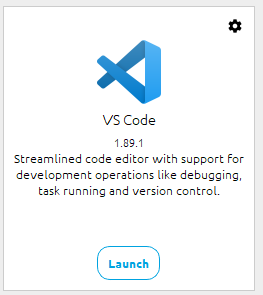 VS Code
1.89.1
Streamlined code editor with support for
development operations like debugging,
task running and version control.
Launch